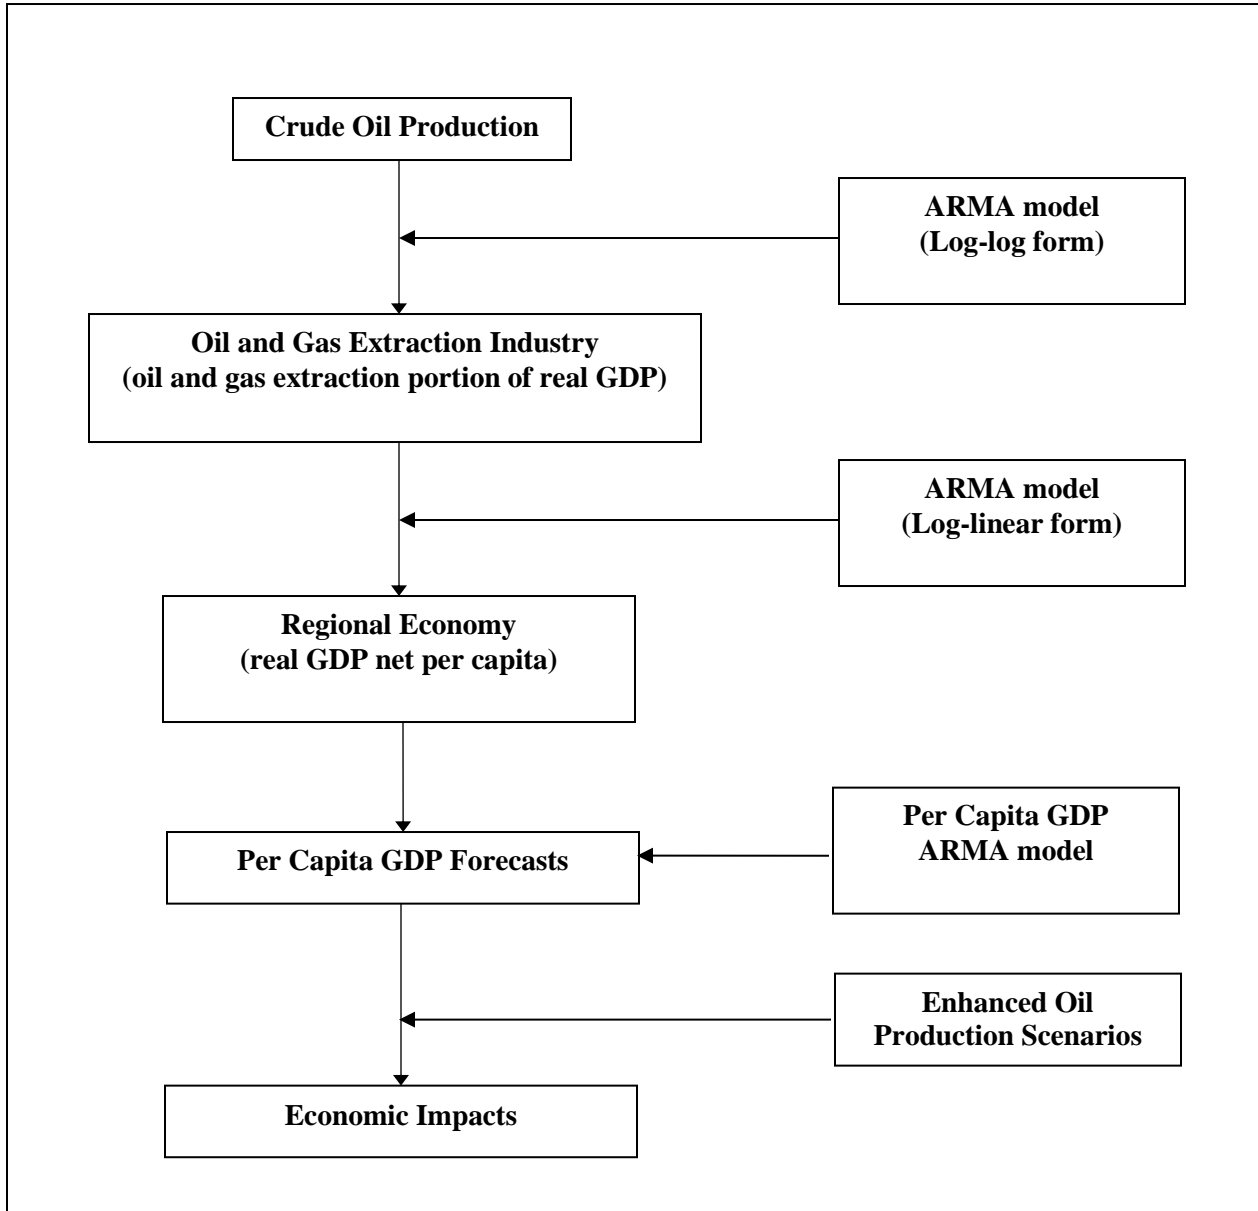 Crude Oil Production
ARMA model
(Log-log form)
Oil and Gas Extraction Industry
(oil and gas extraction portion of real GDP)
ARMA model
(Log-linear form)
Regional Economy
(real GDP net per capita)
Per Capita GDP
ARMA model
Per Capita GDP Forecasts
Enhanced Oil
Production Scenarios
Economic Impacts